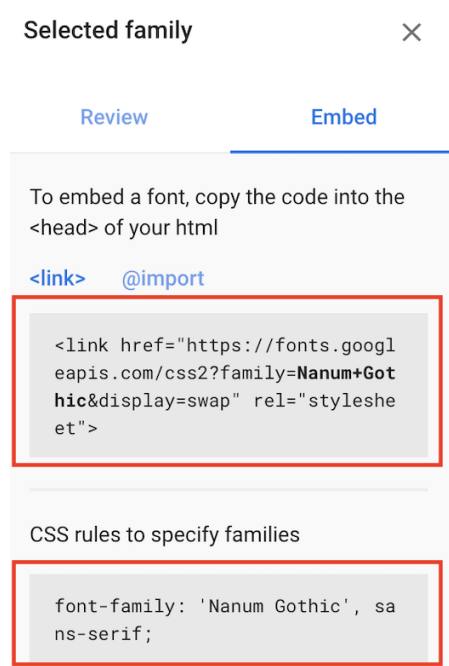 Selected family
Review Embed
To embed a font, copy the code into the
<head> of your html
<link> @import
<link href="https://fonts.googl
eapis.com/css2?family=Nanum+Got
hic&display=swap" rel="styleshe
et">
CSS rules to specify families
font-family: 'Nanum Gothic', sa
ns-serif;